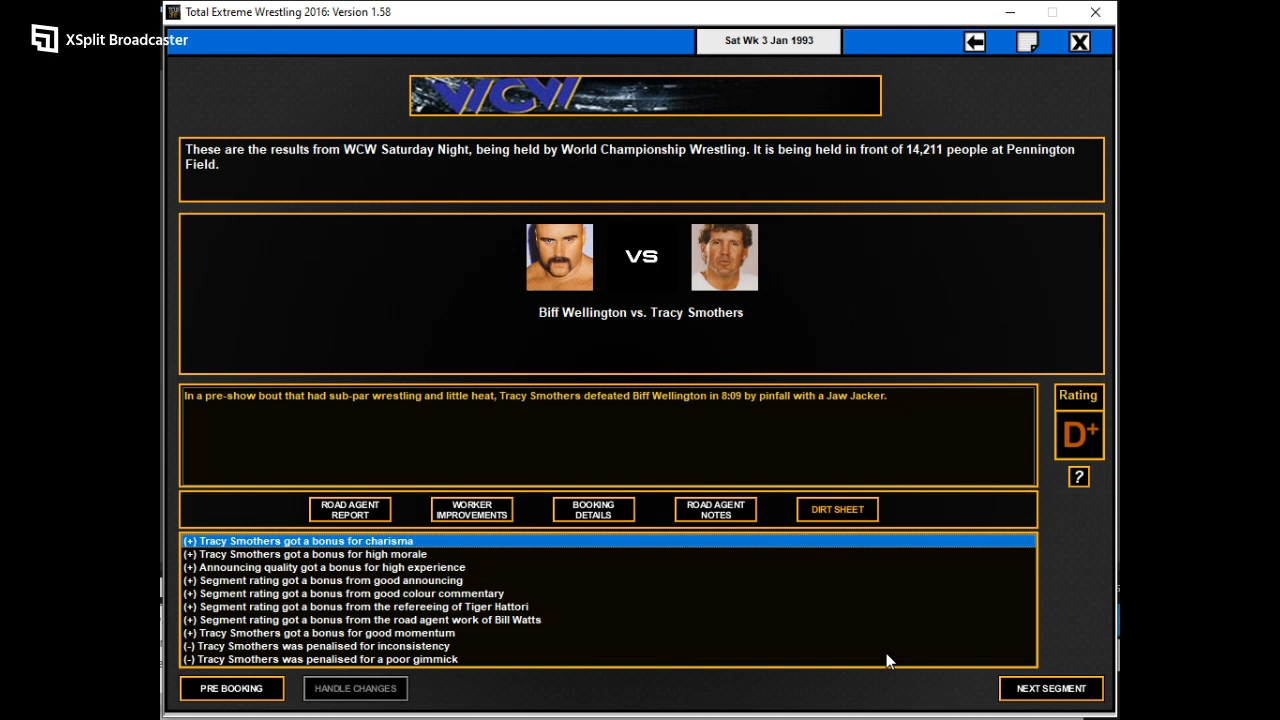 XSplit Broadcaster
Total Extreme Wrestling 2016: Version 1.58
Sat Wk 3 Jan 1993
WCW
These are the results from WCW Saturday Night, being held by World Championship Wrestling. It is being held in front of 14,211 people at Pennington
Field.
VS
Biff Wellington vs. Tracy Smothers
In a pre-show bout that had sub-par wrestling and little heat, Tracy Smothers defeated Biff Wellington in 8:09 by pinfall with a Jaw Jacker.
Rating
D+
?
ROAD AGENT
REPORT
WORKER
IMPROVEMENTS
BOOKING
DETAILS
ROAD AGENT
NOTES
DIRT SHEET
(+) Tracy Smothers got a bonus for charisma
(+) Tracy Smothers got a bonus for high morale
(+) Announcing quality got a bonus for high experience
(+) Segment rating got a bonus from good announcing
(+) Segment rating got a bonus from good colour commentary
(+) Segment rating got a bonus from the refereeing of Tiger Hattori
(+) Segment rating got a bonus from the road agent work of Bill Watts
(+) Tracy Smothers got a bonus for good momentum
(-) Tracy Smothers was penalised for inconsistency
(-) Tracy Smothers was penalised for a poor gimmick
PRE BOOKING
HANDLE CHANGES
NEXT SEGMENT